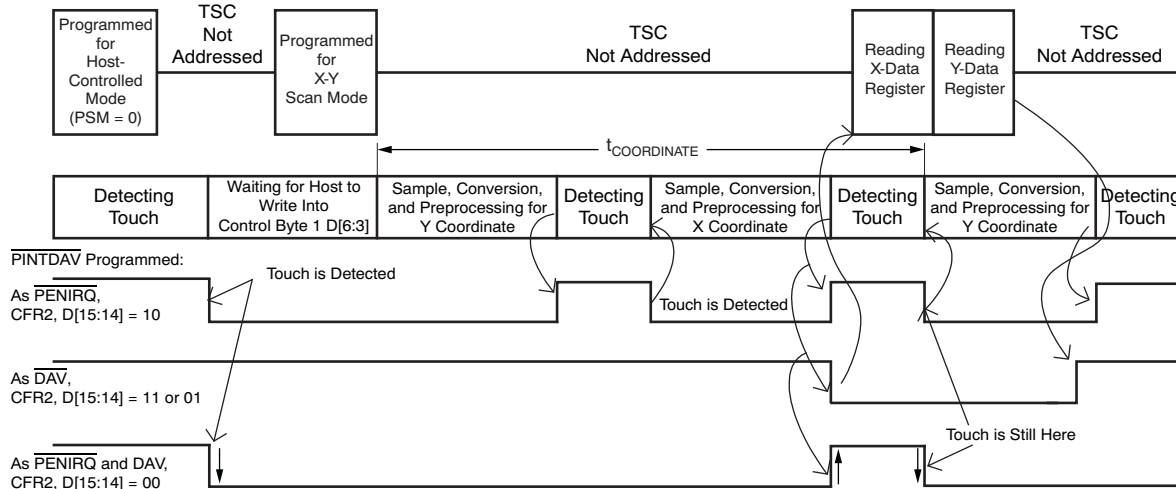 Programmed
for
Host-
Controlled
Mode
(PSM = 0)
TSC
Not
Addressed
Programmed
for
X-Y
Scan Mode
TSC
Not Addressed
Reading
X-Data
Register
Reading
Y-Data
Register
TSC
Not Addressed
tCOORDINATE
Detecting
Touch
Waiting for Host to
Write Into
Control Byte 1 D[6:3]
Sample, Conversion,
and Preprocessing for
Y Coordinate
Detecting
Touch
Sample, Conversion,
and Preprocessing for
X Coordinate
Detecting
Touch
Sample, Conversion,
and Preprocessing for
Y Coordinate
Detecting
Touch
PINTDAV Programmed:
Touch is Detected
As PENIRQ,
CFR2, D[15:14] = 10
Touch is Detected
As DAV,
CFR2, D[15:14] = 11 or 01
Touch is Still Here
As PENIRQ and DAV,
CFR2, D[15:14] = 00